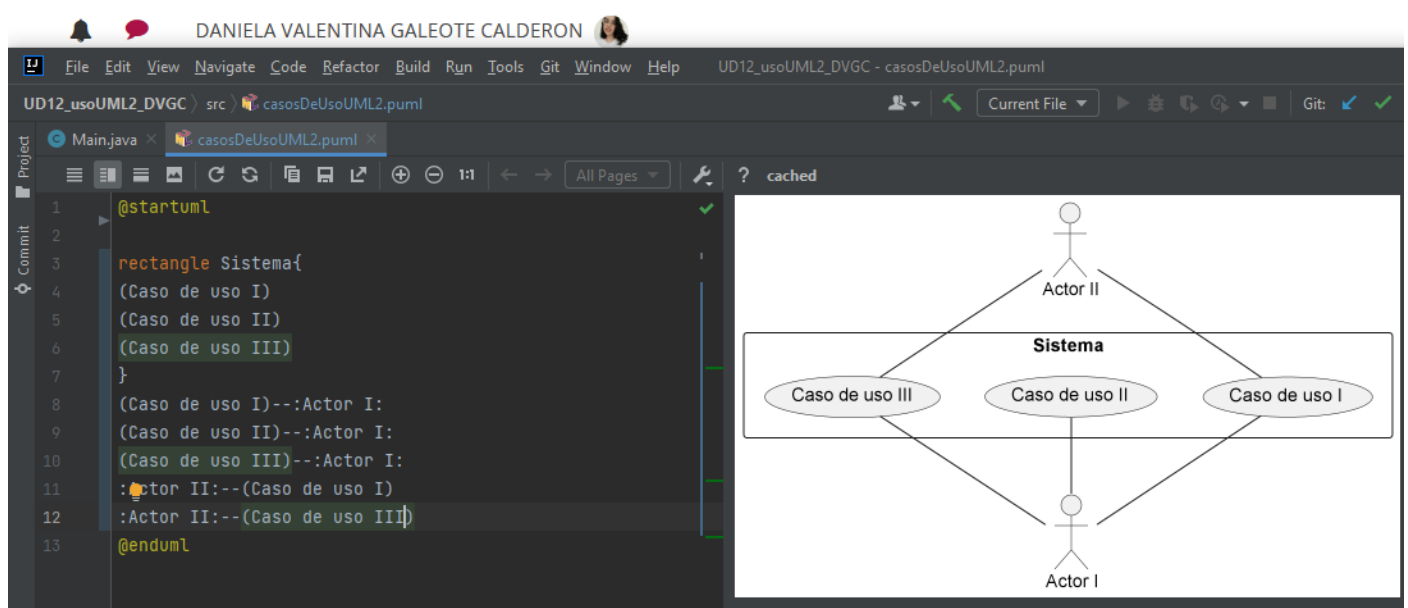 DANIELA VALENTINA GALEOTE CALDERON
IJ File Edit View Navigate Code Refactor Build Run Tools Git Window Help UD12_usoUML2_DVGC - casosDeUsoUML2.puml
UD12_usoUML2_DVGC src casosDeUsoUML2.puml Current File Git:
Project
Commit
C Main.java casosDeUsoUML2.puml
1:1 All Pages ? cached
1 @startuml
2
3 rectangle Sistema{
4 (Caso de uso I)
5 (Caso de uso II)
6 (Caso de uso III)
7 }
8 (Caso de uso I)--:Actor I:
9 (Caso de uso II)--:Actor I:
10 (Caso de uso III)--:Actor I:
11 :Actor II:--(Caso de uso I)
12 :Actor II:--(Caso de uso III)
13 @enduml
Actor II
Sistema
Caso de uso III Caso de uso II Caso de uso I
Actor I